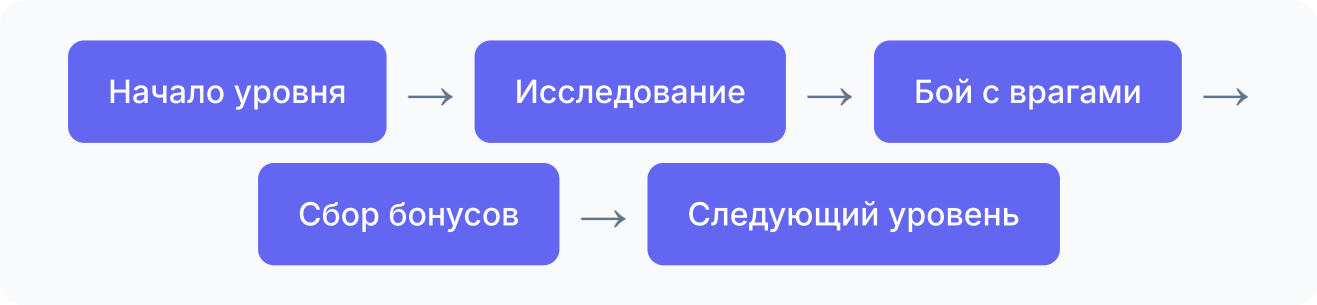 Начало уровня → Исследование → Бой с врагами →
Сбор бонусов → Следующий уровень